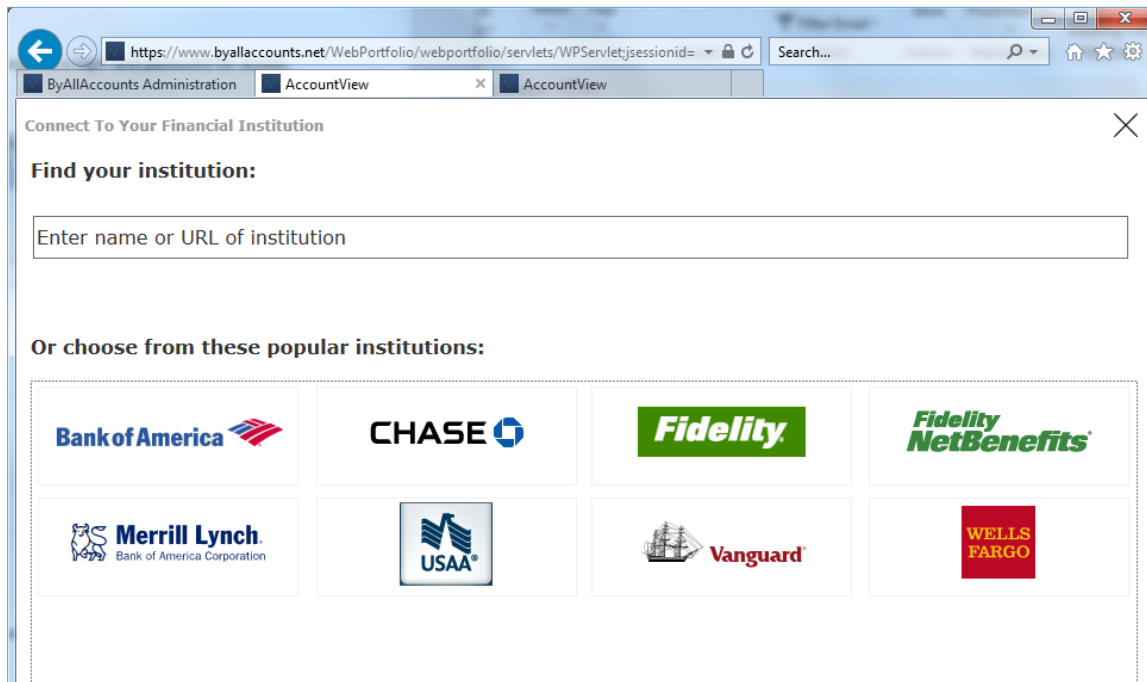 https://www.byallaccounts.net/WebPortfolio/webportfolio/servlets/WPServlet;jsessionid=
Search...
ByAllAccounts Administration
AccountView
AccountView
Connect To Your Financial Institution
Find your institution:
Enter name or URL of institution
Or choose from these popular institutions:
Bank of America
CHASE
Fidelity
Fidelity
NetBenefits
Merrill Lynch
Bank of America Corporation
USAA®
Vanguard®
WELLS
FARGO